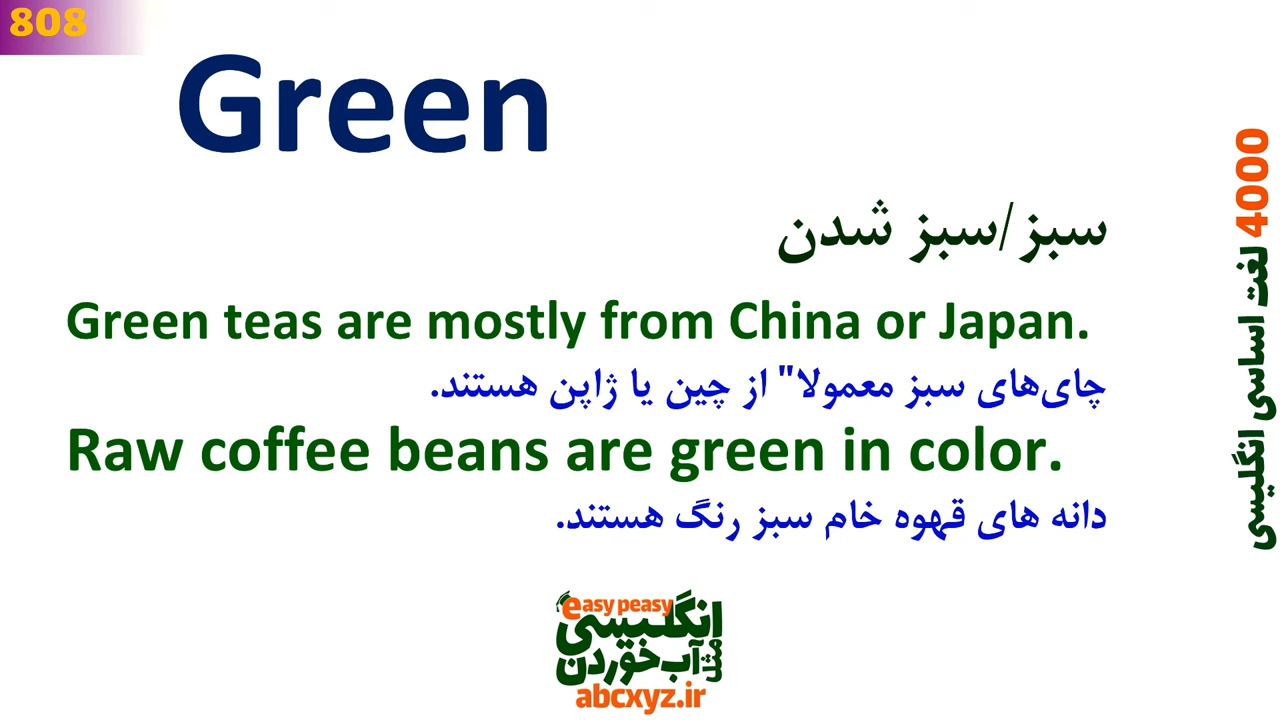 808
Green
سبز/سبز شدن
Green teas are mostly from China or Japan.
چای‌های سبز معمولا" از چین یا ژاپن هستند.
Raw coffee beans are green in color.
دانه های قهوه خام سبز رنگ هستند.
4000 لغت اساسی انگلیسی
easy peasy
انگلیسی
مثل آب خوردن
abcxyz.ir